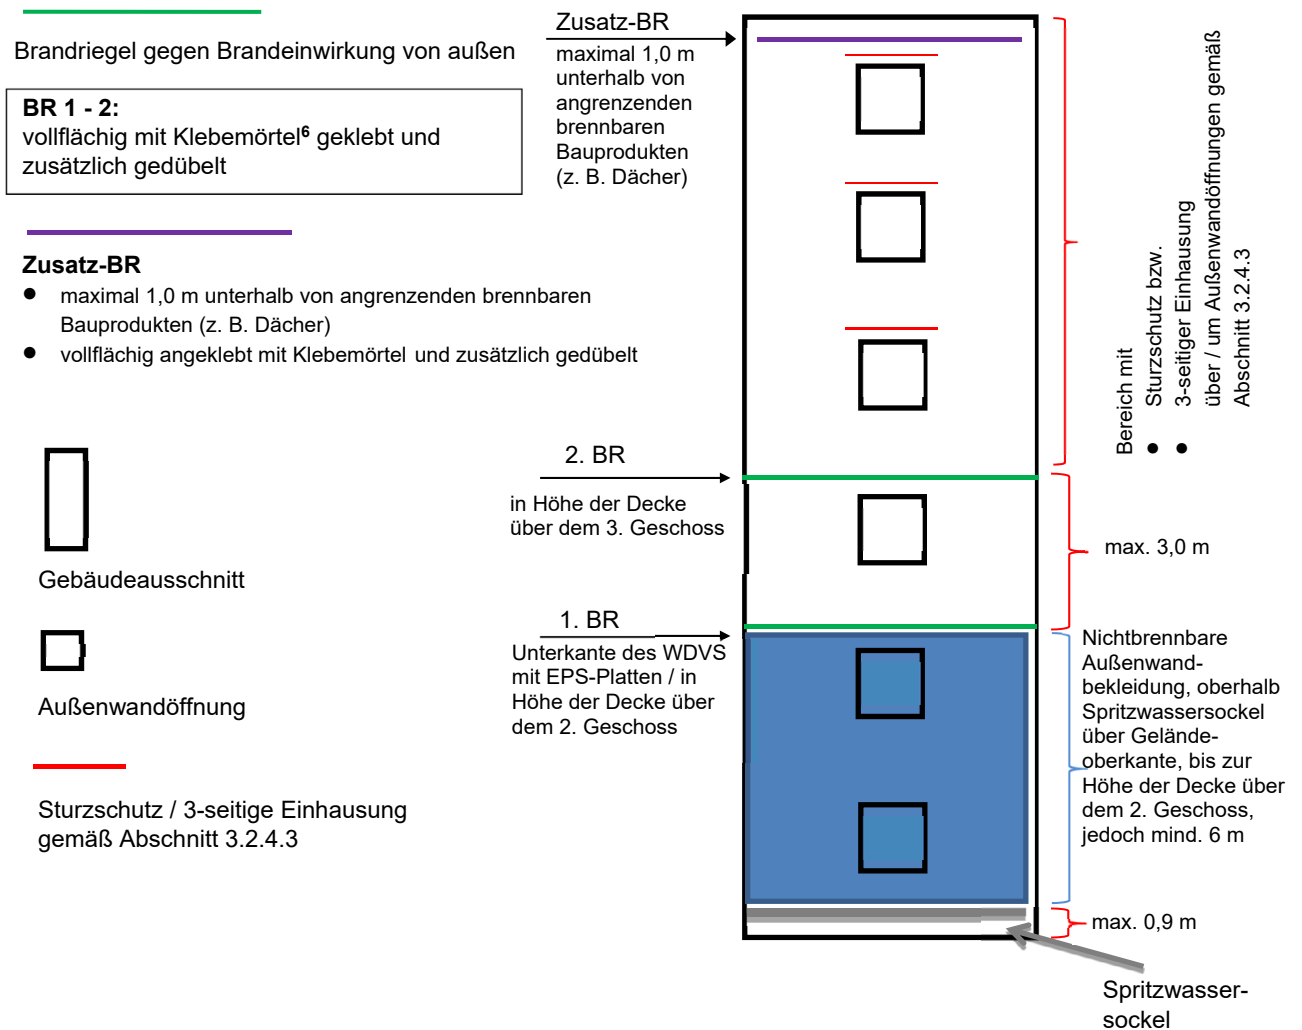 Brandriegel gegen Brandeinwirkung von außen
BR 1 - 2:
vollflächig mit Klebemörtel⁶ geklebt und
zusätzlich gedübelt
Zusatz-BR
● maximal 1,0 m unterhalb von angrenzenden brennbaren
Bauprodukten (z. B. Dächer)
● vollflächig angeklebt mit Klebemörtel und zusätzlich gedübelt
Gebäudeausschnitt
Außenwandöffnung
Sturzschutz / 3-seitige Einhausung
gemäß Abschnitt 3.2.4.3
Zusatz-BR
maximal 1,0 m
unterhalb von
angrenzenden
brennbaren
Bauprodukten
(z. B. Dächer)
2. BR
in Höhe der Decke
über dem 3. Geschoss
1. BR
Unterkante des WDVS
mit EPS-Platten / in
Höhe der Decke über
dem 2. Geschoss
Bereich mit
● Sturzschutz bzw.
● 3-seitiger Einhausung
über / um Außenwandöffnungen gemäß
Abschnitt 3.2.4.3
max. 3,0 m
Nichtbrennbare
Außenwand-
bekleidung, oberhalb
Spritzwassersockel
über Gelände-
oberkante, bis zur
Höhe der Decke über
dem 2. Geschoss,
jedoch mind. 6 m
max. 0,9 m
Spritzwasser-
sockel